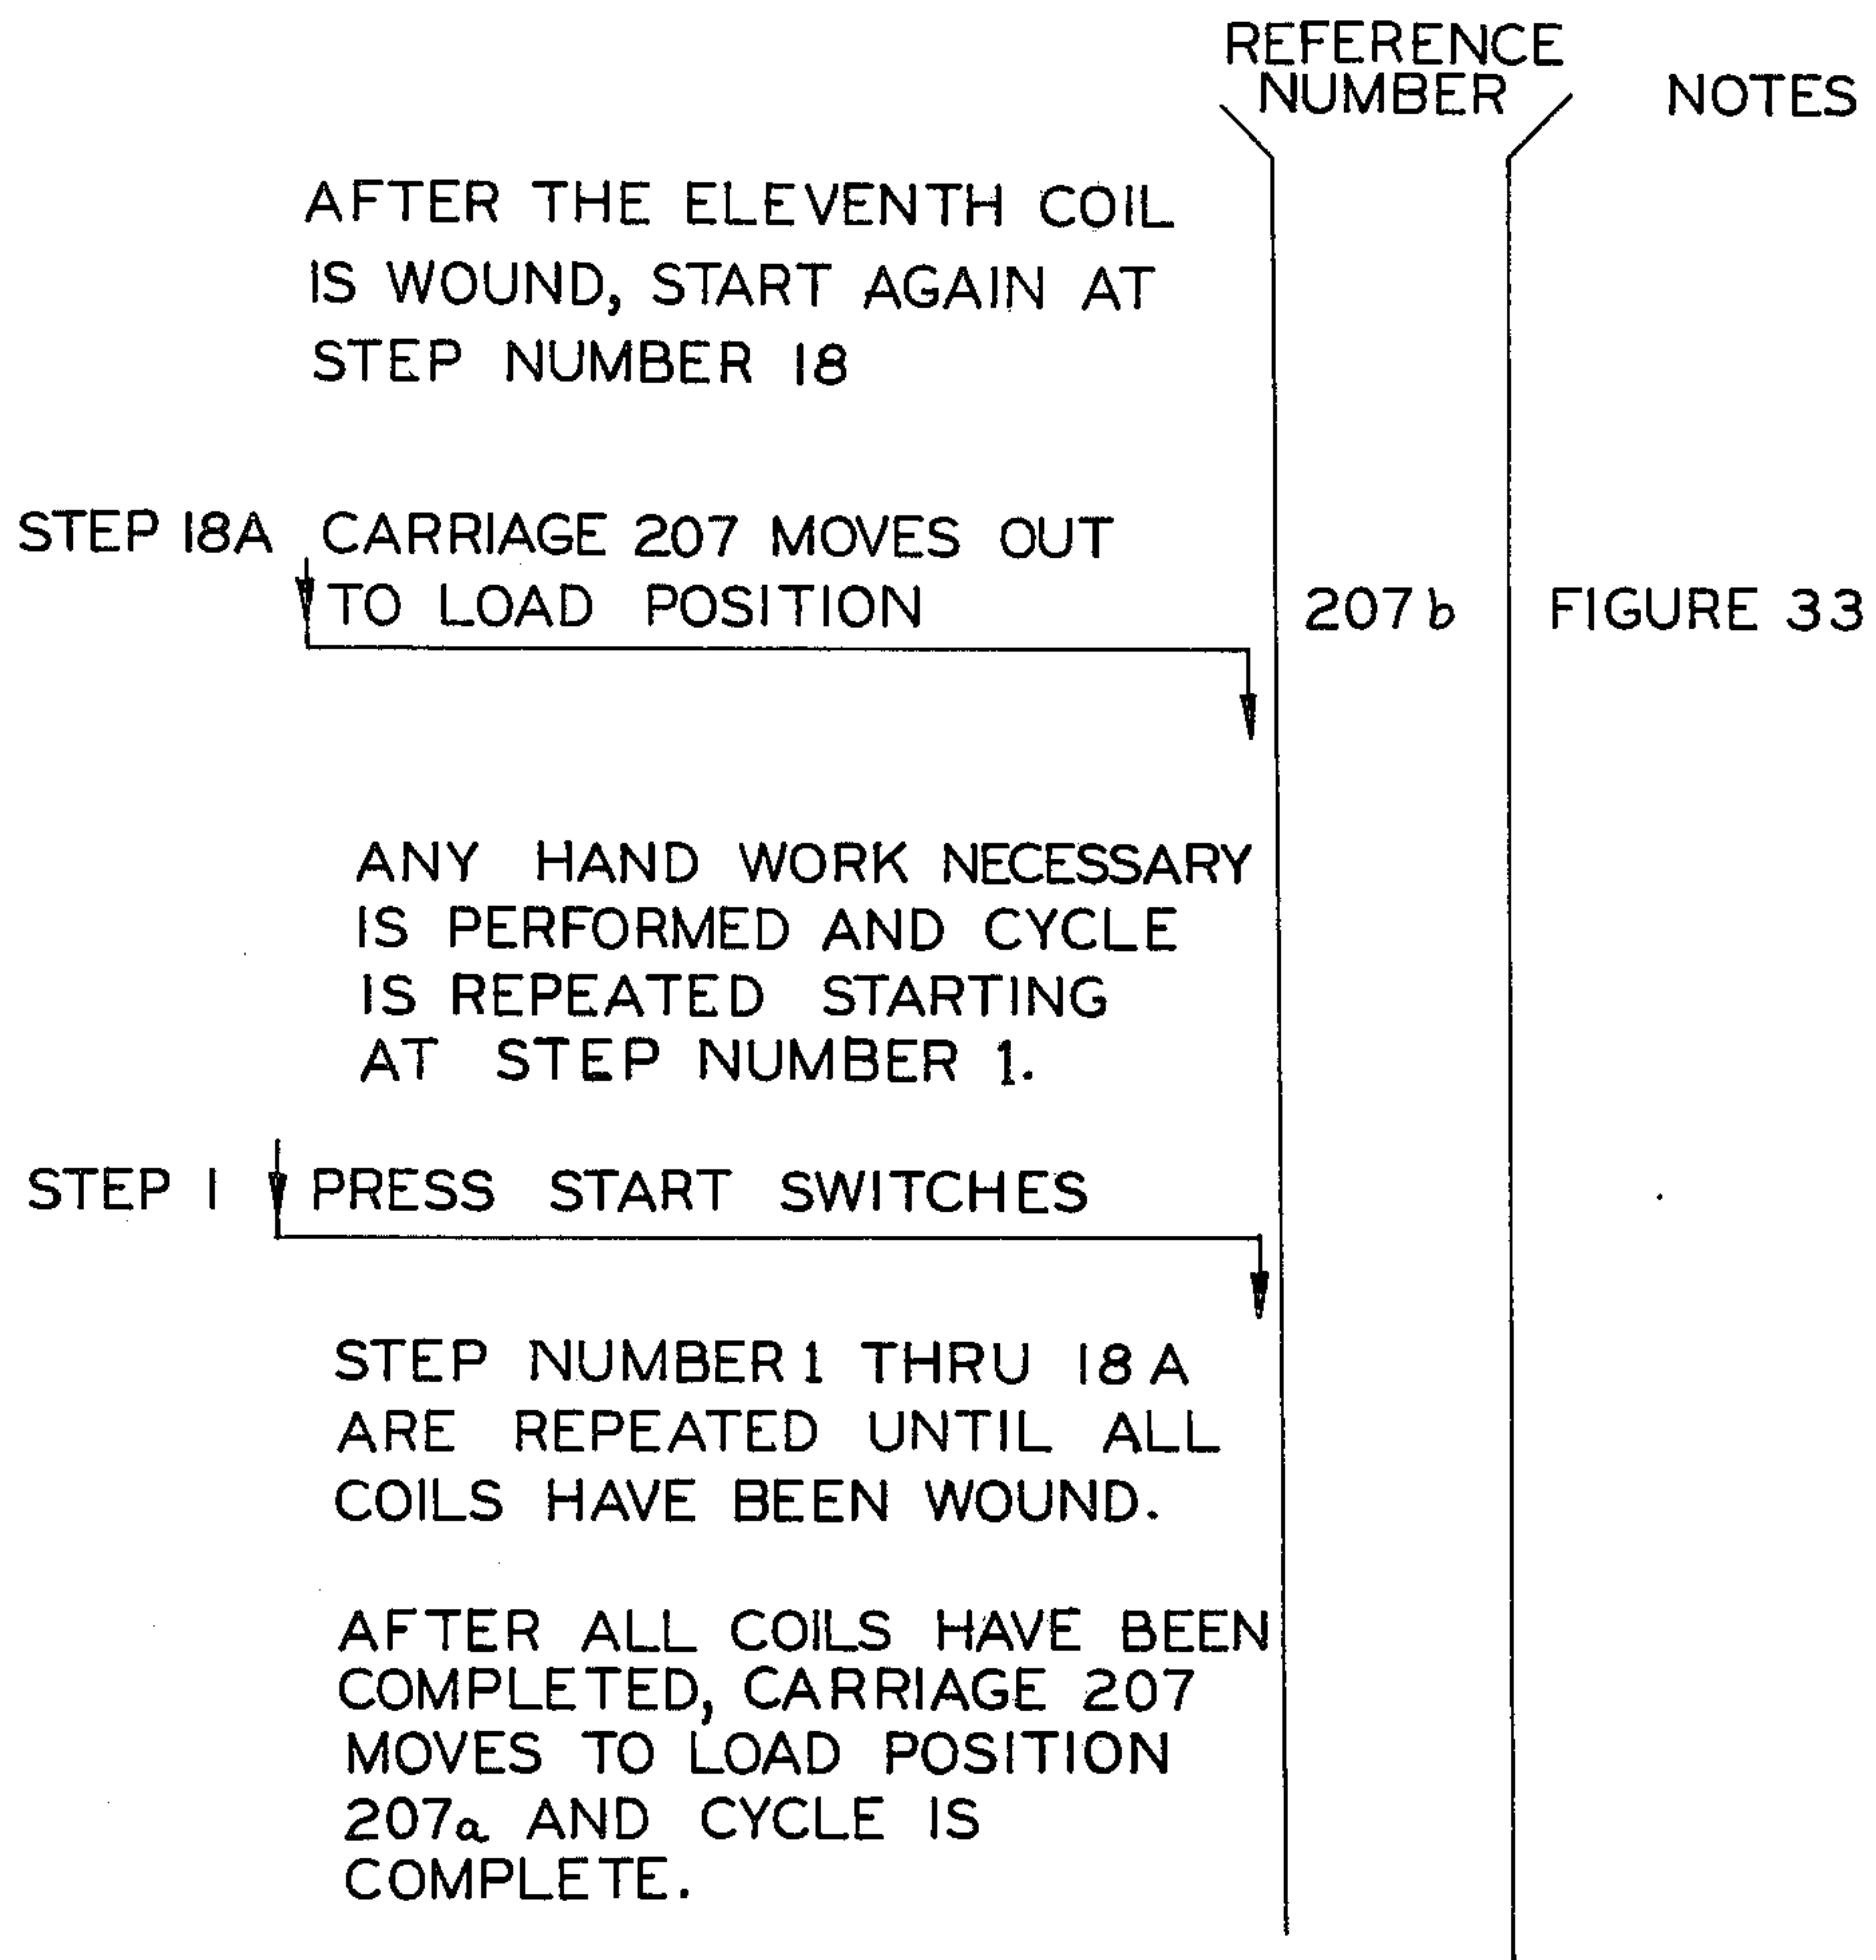 REFERENCE
NUMBER
NOTES
AFTER THE ELEVENTH COIL
IS WOUND, START AGAIN AT
STEP NUMBER 18
STEP 18A CARRIAGE 207 MOVES OUT
TO LOAD POSITION 207b FIGURE 33
ANY HAND WORK NECESSARY
IS PERFORMED AND CYCLE
IS REPEATED STARTING
AT STEP NUMBER 1.
STEP 1 PRESS START SWITCHES
STEP NUMBER 1 THRU 18A
ARE REPEATED UNTIL ALL
COILS HAVE BEEN WOUND.
AFTER ALL COILS HAVE BEEN
COMPLETED, CARRIAGE 207
MOVES TO LOAD POSITION
207a AND CYCLE IS
COMPLETE.